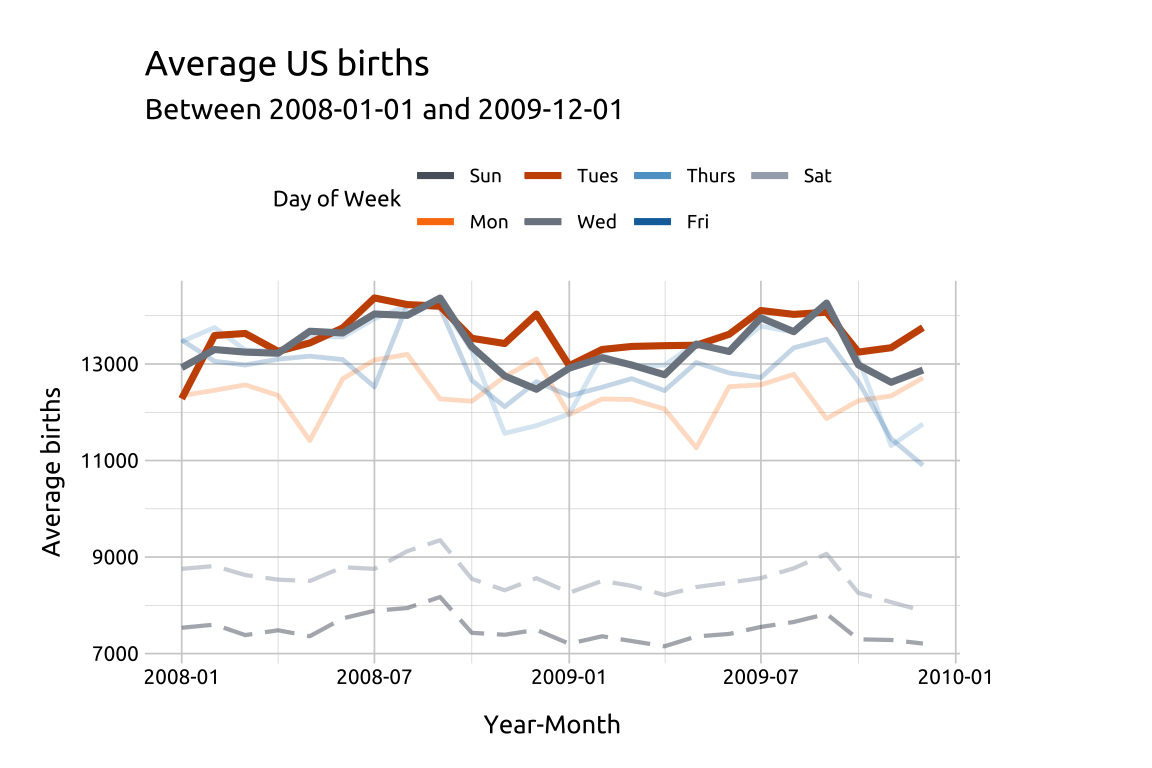 Average US births
Between 2008-01-01 and 2009-12-01
Day of Week
Sun Tues Thurs Sat
Mon Wed Fri
Average births
13000
11000
9000
7000
2008-01 2008-07 2009-01 2009-07 2010-01
Year-Month